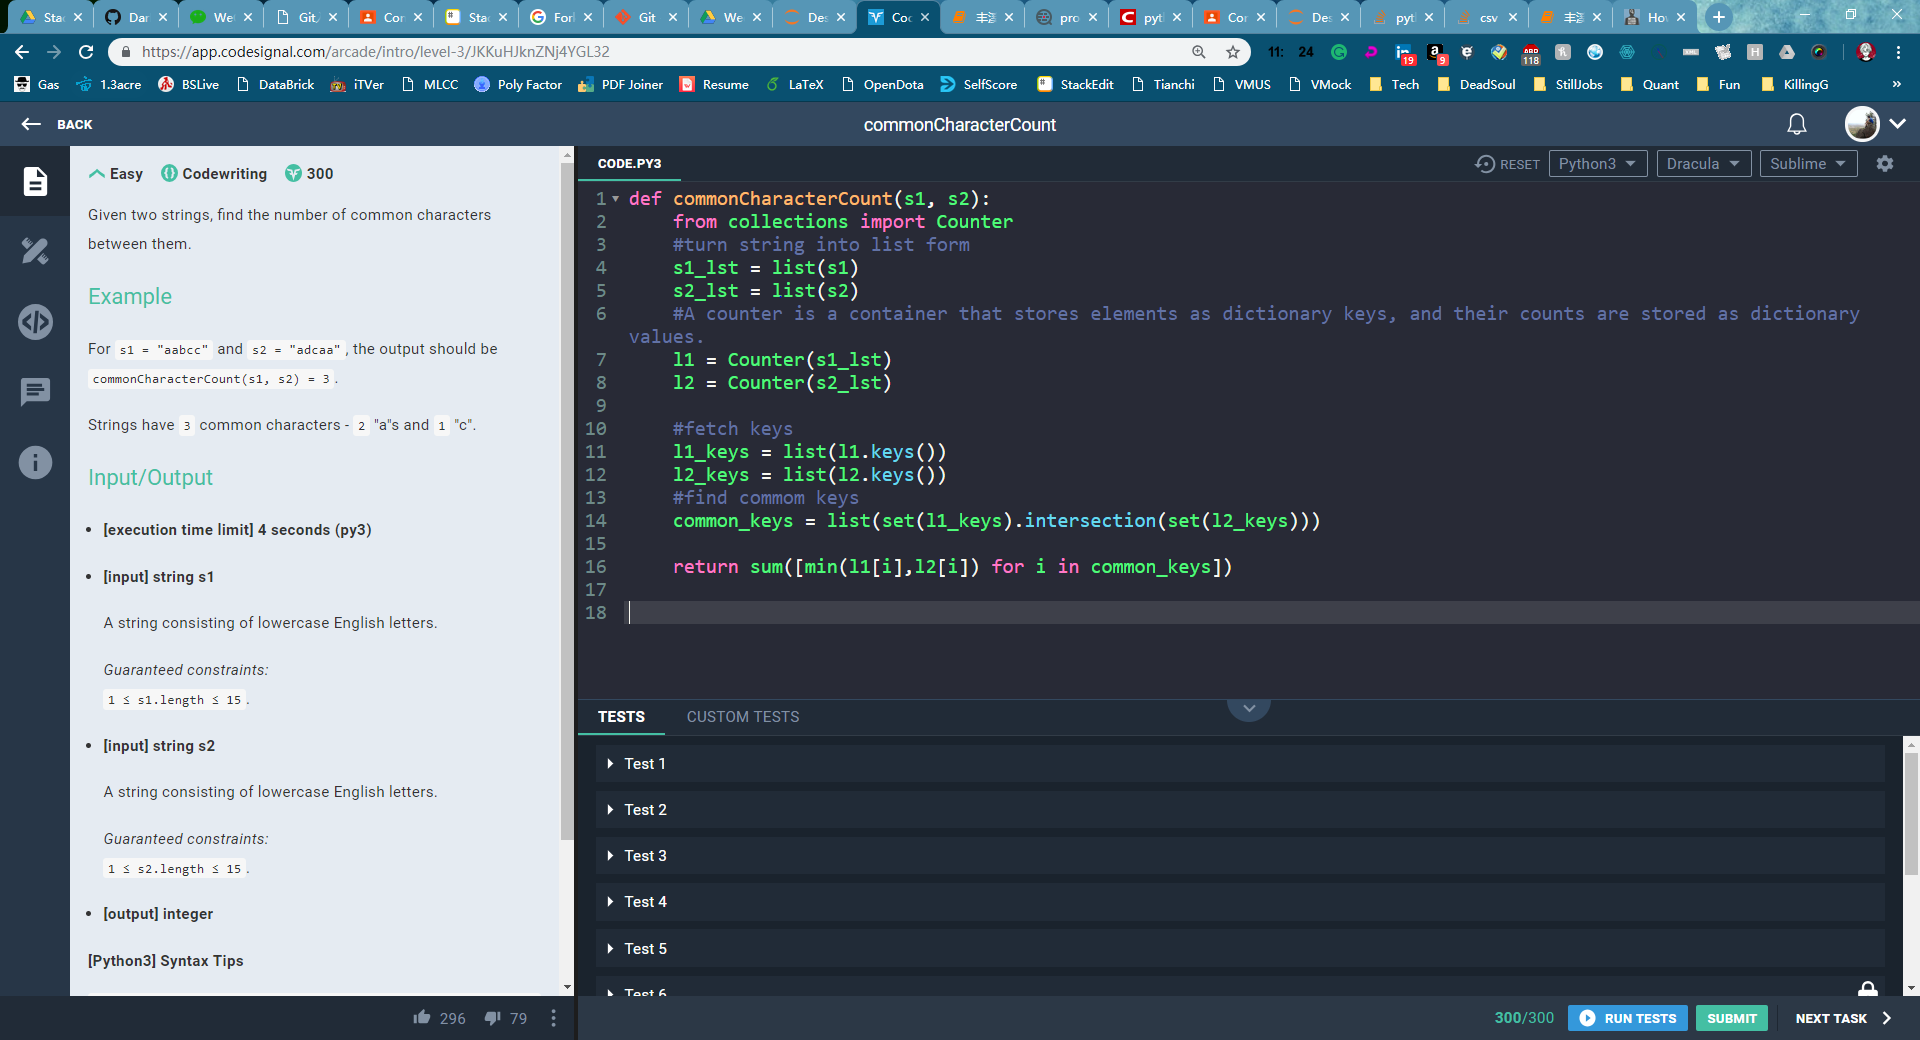 Stac Dar We Git, Cor Stac Forl Git We Des Coc 丰 pro pytl Cor Des pytl csv 丰 Hov
https://app.codesignal.com/arcade/intro/level-3/JKKuHJknZNj4YGL32 11: 24 19 9 118
Gas 1.3acre BSLive DataBrick iTVer MLCC Poly Factor PDF Joiner Resume LaTeX OpenDota SelfScore StackEdit Tianchi VMUS VMock Tech DeadSoul StillJobs Quant Fun KillingG »
BACK commonCharacterCount
Easy Codewriting 300
Given two strings, find the number of common characters
between them.
Example
For s1 = "aabcc" and s2 = "adcaa", the output should be
commonCharacterCount(s1, s2) = 3.
Strings have 3 common characters - 2 "a"s and 1 "c".
Input/Output
• [execution time limit] 4 seconds (py3)
• [input] string s1
A string consisting of lowercase English letters.
Guaranteed constraints:
1 ≤ s1.length ≤ 15.
• [input] string s2
A string consisting of lowercase English letters.
Guaranteed constraints:
1 ≤ s2.length ≤ 15.
• [output] integer
[Python3] Syntax Tips
296 79
CODE.PY3 RESET Python3 Dracula Sublime
1 def commonCharacterCount(s1, s2):
2 from collections import Counter
3 #turn string into list form
4 s1_lst = list(s1)
5 s2_lst = list(s2)
6 #A counter is a container that stores elements as dictionary keys, and their counts are stored as dictionary
values.
7 l1 = Counter(s1_lst)
8 l2 = Counter(s2_lst)
9
10 #fetch keys
11 l1_keys = list(l1.keys())
12 l2_keys = list(l2.keys())
13 #find commom keys
14 common_keys = list(set(l1_keys).intersection(set(l2_keys)))
15
16 return sum([min(l1[i],l2[i]) for i in common_keys])
17
18
TESTS CUSTOM TESTS
Test 1
Test 2
Test 3
Test 4
Test 5
Test 6
300/300 RUN TESTS SUBMIT NEXT TASK